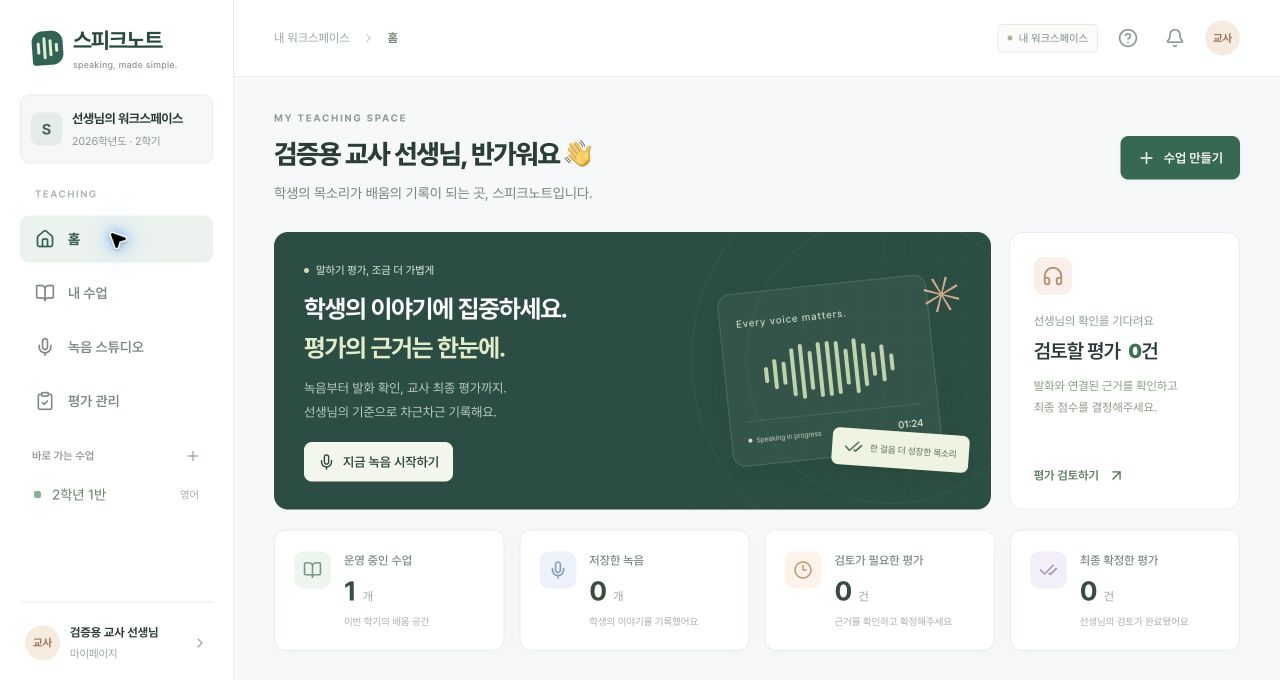 스피크노트
speaking, made simple.
S
선생님의 워크스페이스
2026학년도 · 2학기
TEACHING
홈
내 수업
녹음 스튜디오
평가 관리
바로 가는 수업
2학년 1반
영어
교사
검증용 교사 선생님
마이페이지
내 워크스페이스
홈
내 워크스페이스
교사
MY TEACHING SPACE
검증용 교사 선생님, 반가워요 👋
학생의 목소리가 배움의 기록이 되는 곳, 스피크노트입니다.
수업 만들기
말하기 평가, 조금 더 가볍게
학생의 이야기에 집중하세요.
평가의 근거는 한눈에.
녹음부터 발화 확인, 교사 최종 평가까지.
선생님의 기준으로 차근차근 기록해요.
지금 녹음 시작하기
Every voice matters.
01:24
Speaking in progress
한 걸음 더 성장한 목소리
선생님의 확인을 기다려요
검토할 평가 0건
발화와 연결된 근거를 확인하고
최종 점수를 결정해주세요.
평가 검토하기
운영 중인 수업
1 개
이번 학기의 배움 공간
저장한 녹음
0 개
학생의 이야기를 기록했어요
검토가 필요한 평가
0 건
근거를 확인하고 확정해주세요
최종 확정한 평가
0 건
선생님의 검토가 완료됐어요